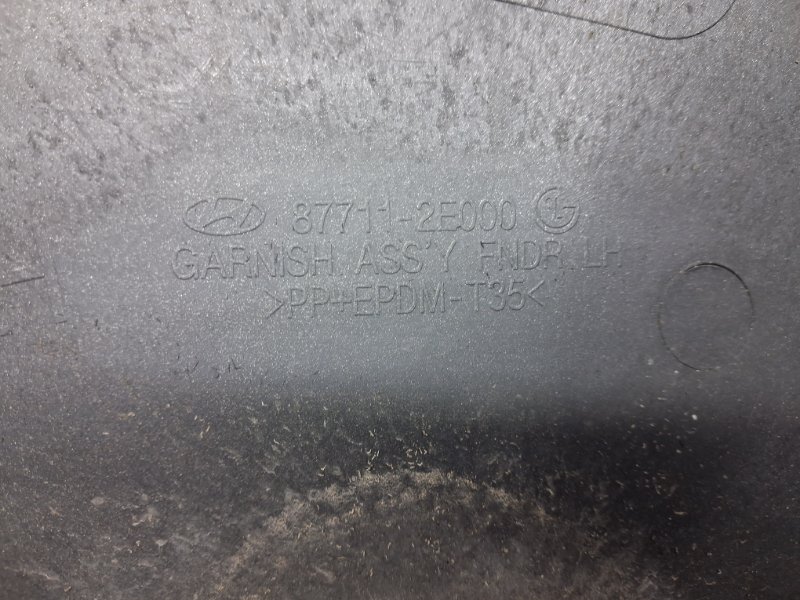 87711-2E000
GARNISH ASS'Y FNDR LH
>PP+EPDM-T35<